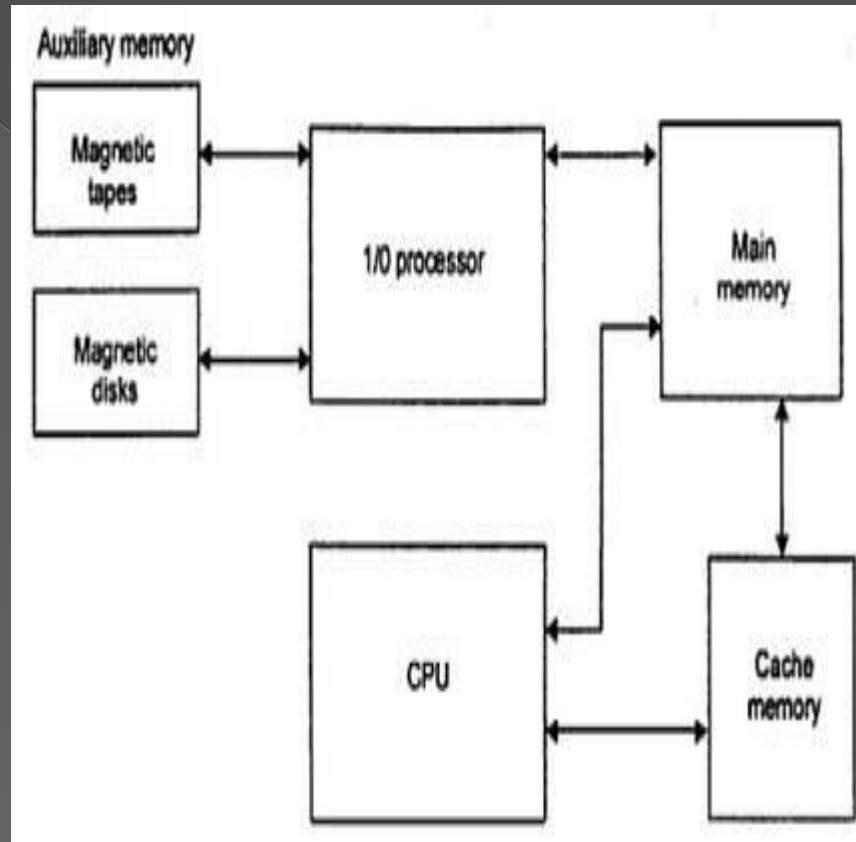 Auxiliary memory
Magnetic
tapes
1/0 processor
Main
memory
Magnetic
disks
CPU
Cache
memory